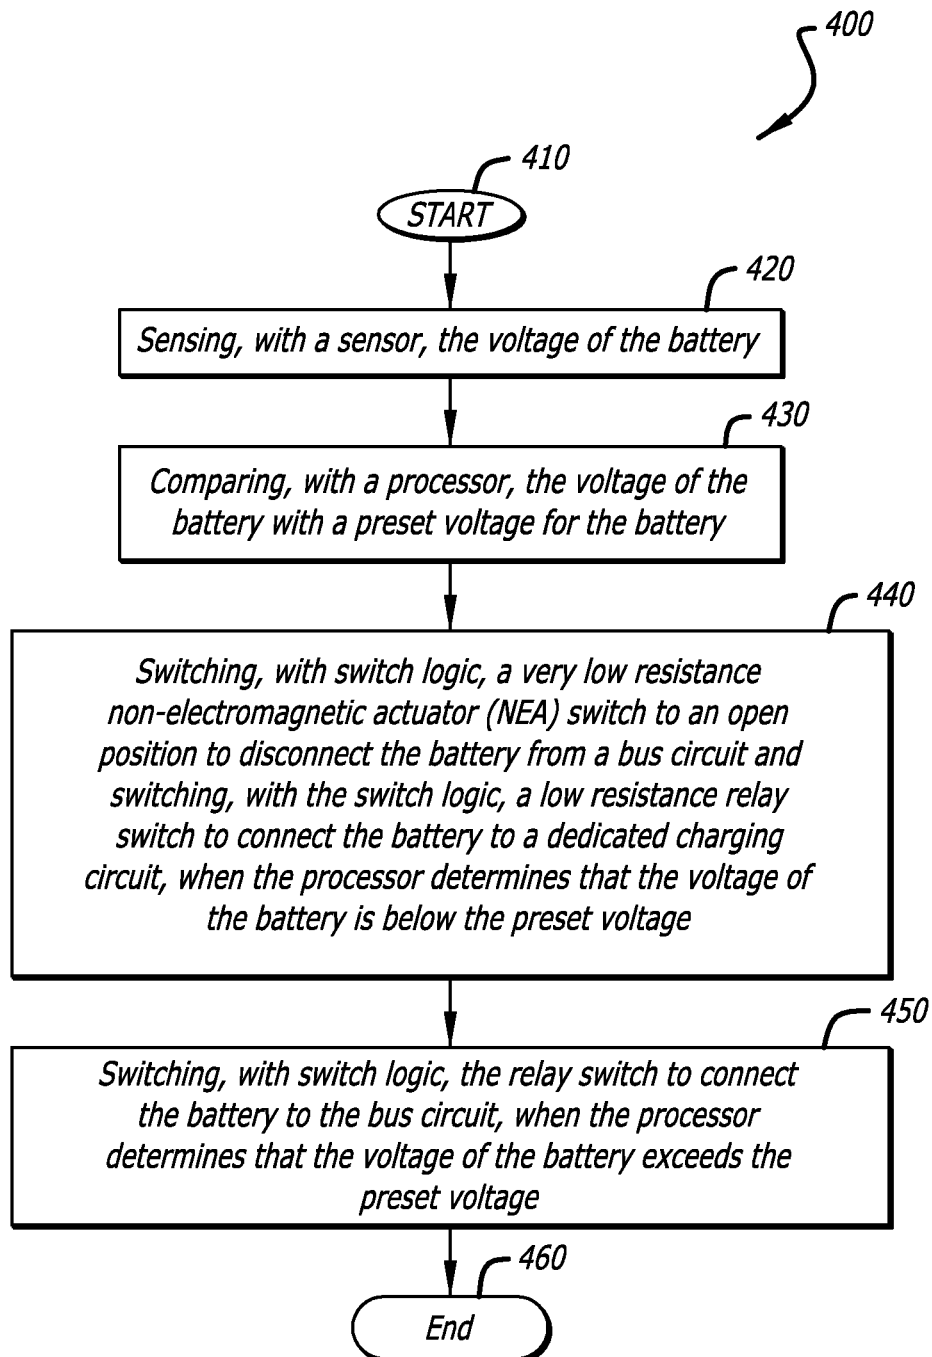 400
410
START
420
Sensing, with a sensor, the voltage of the battery
430
Comparing, with a processor, the voltage of the
battery with a preset voltage for the battery
440
Switching, with switch logic, a very low resistance
non-electromagnetic actuator (NEA) switch to an open
position to disconnect the battery from a bus circuit and
switching, with the switch logic, a low resistance relay
switch to connect the battery to a dedicated charging
circuit, when the processor determines that the voltage of
the battery is below the preset voltage
450
Switching, with switch logic, the relay switch to connect
the battery to the bus circuit, when the processor
determines that the voltage of the battery exceeds the
preset voltage
460
End